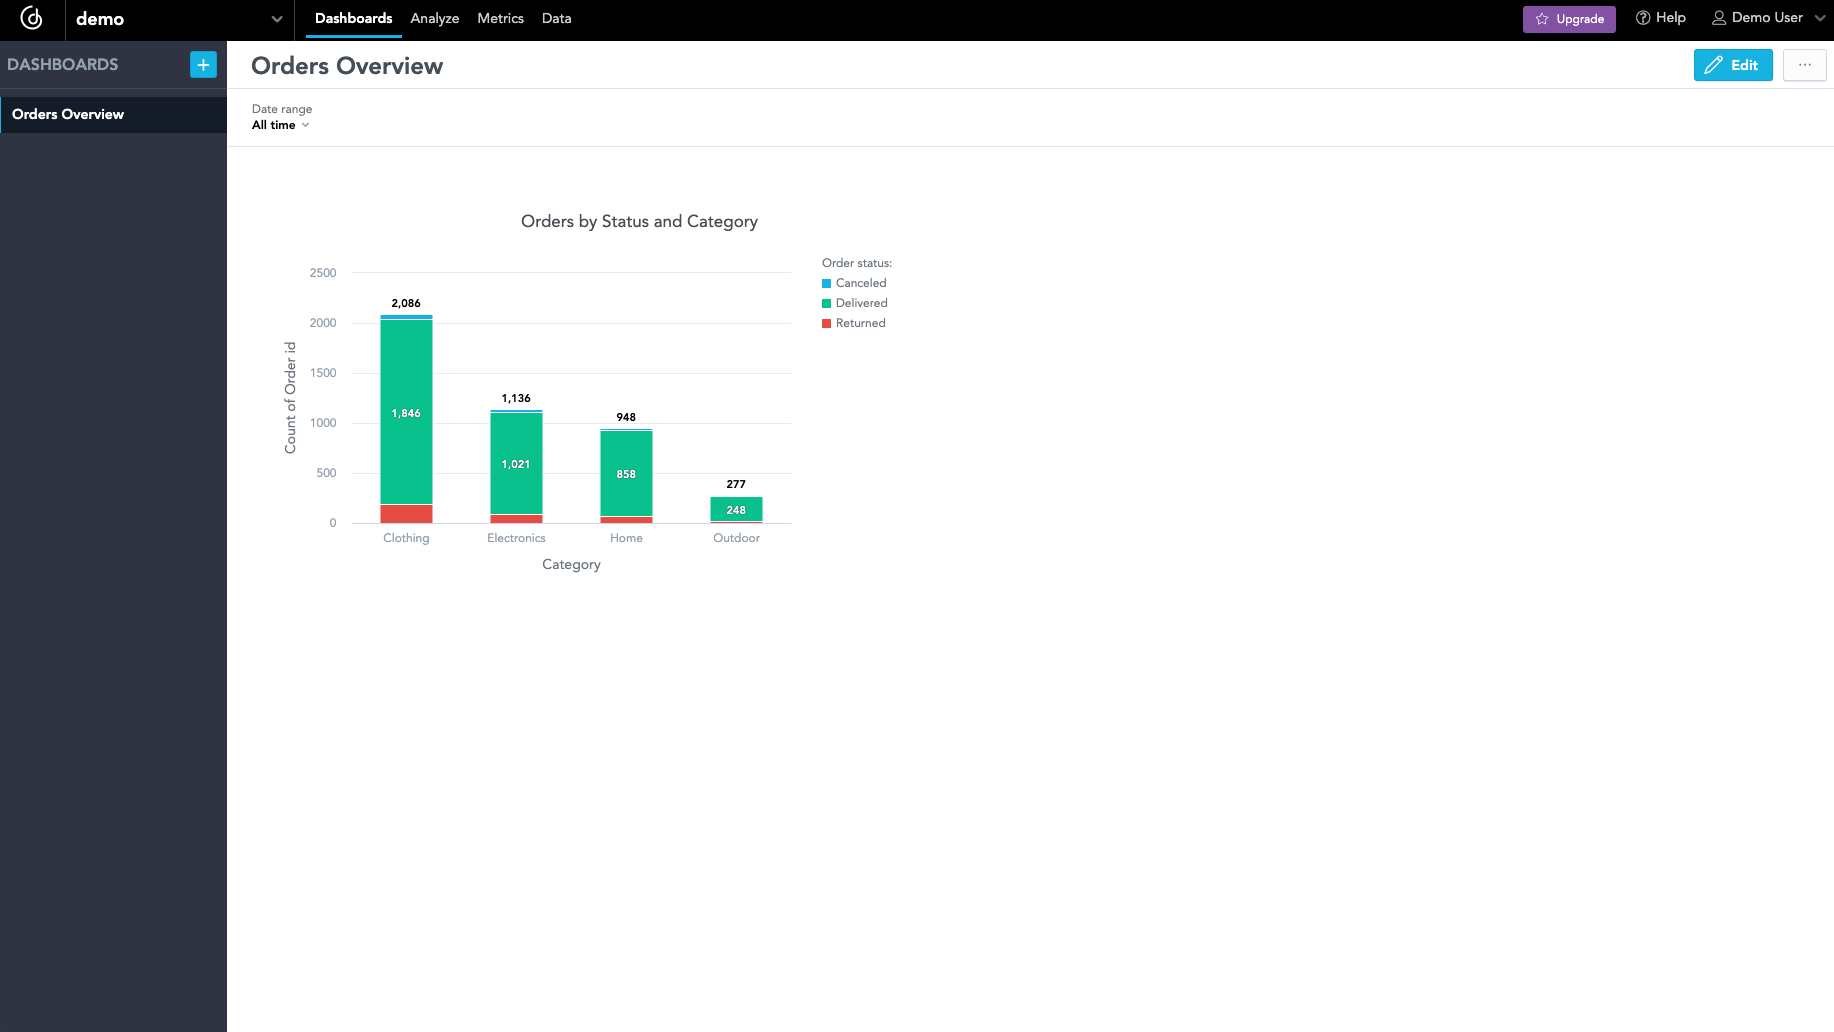 demo
Dashboards Analyze Metrics Data
Upgrade
Help
Demo User
DASHBOARDS
+
Orders Overview
Orders Overview
Edit
...
Date range
All time
Orders by Status and Category
Order status:
Canceled
Delivered
Returned
Count of Order id
2500
2000
1500
1000
500
0
2,086
1,846
1,136
1,021
948
858
277
248
Clothing Electronics Home Outdoor
Category